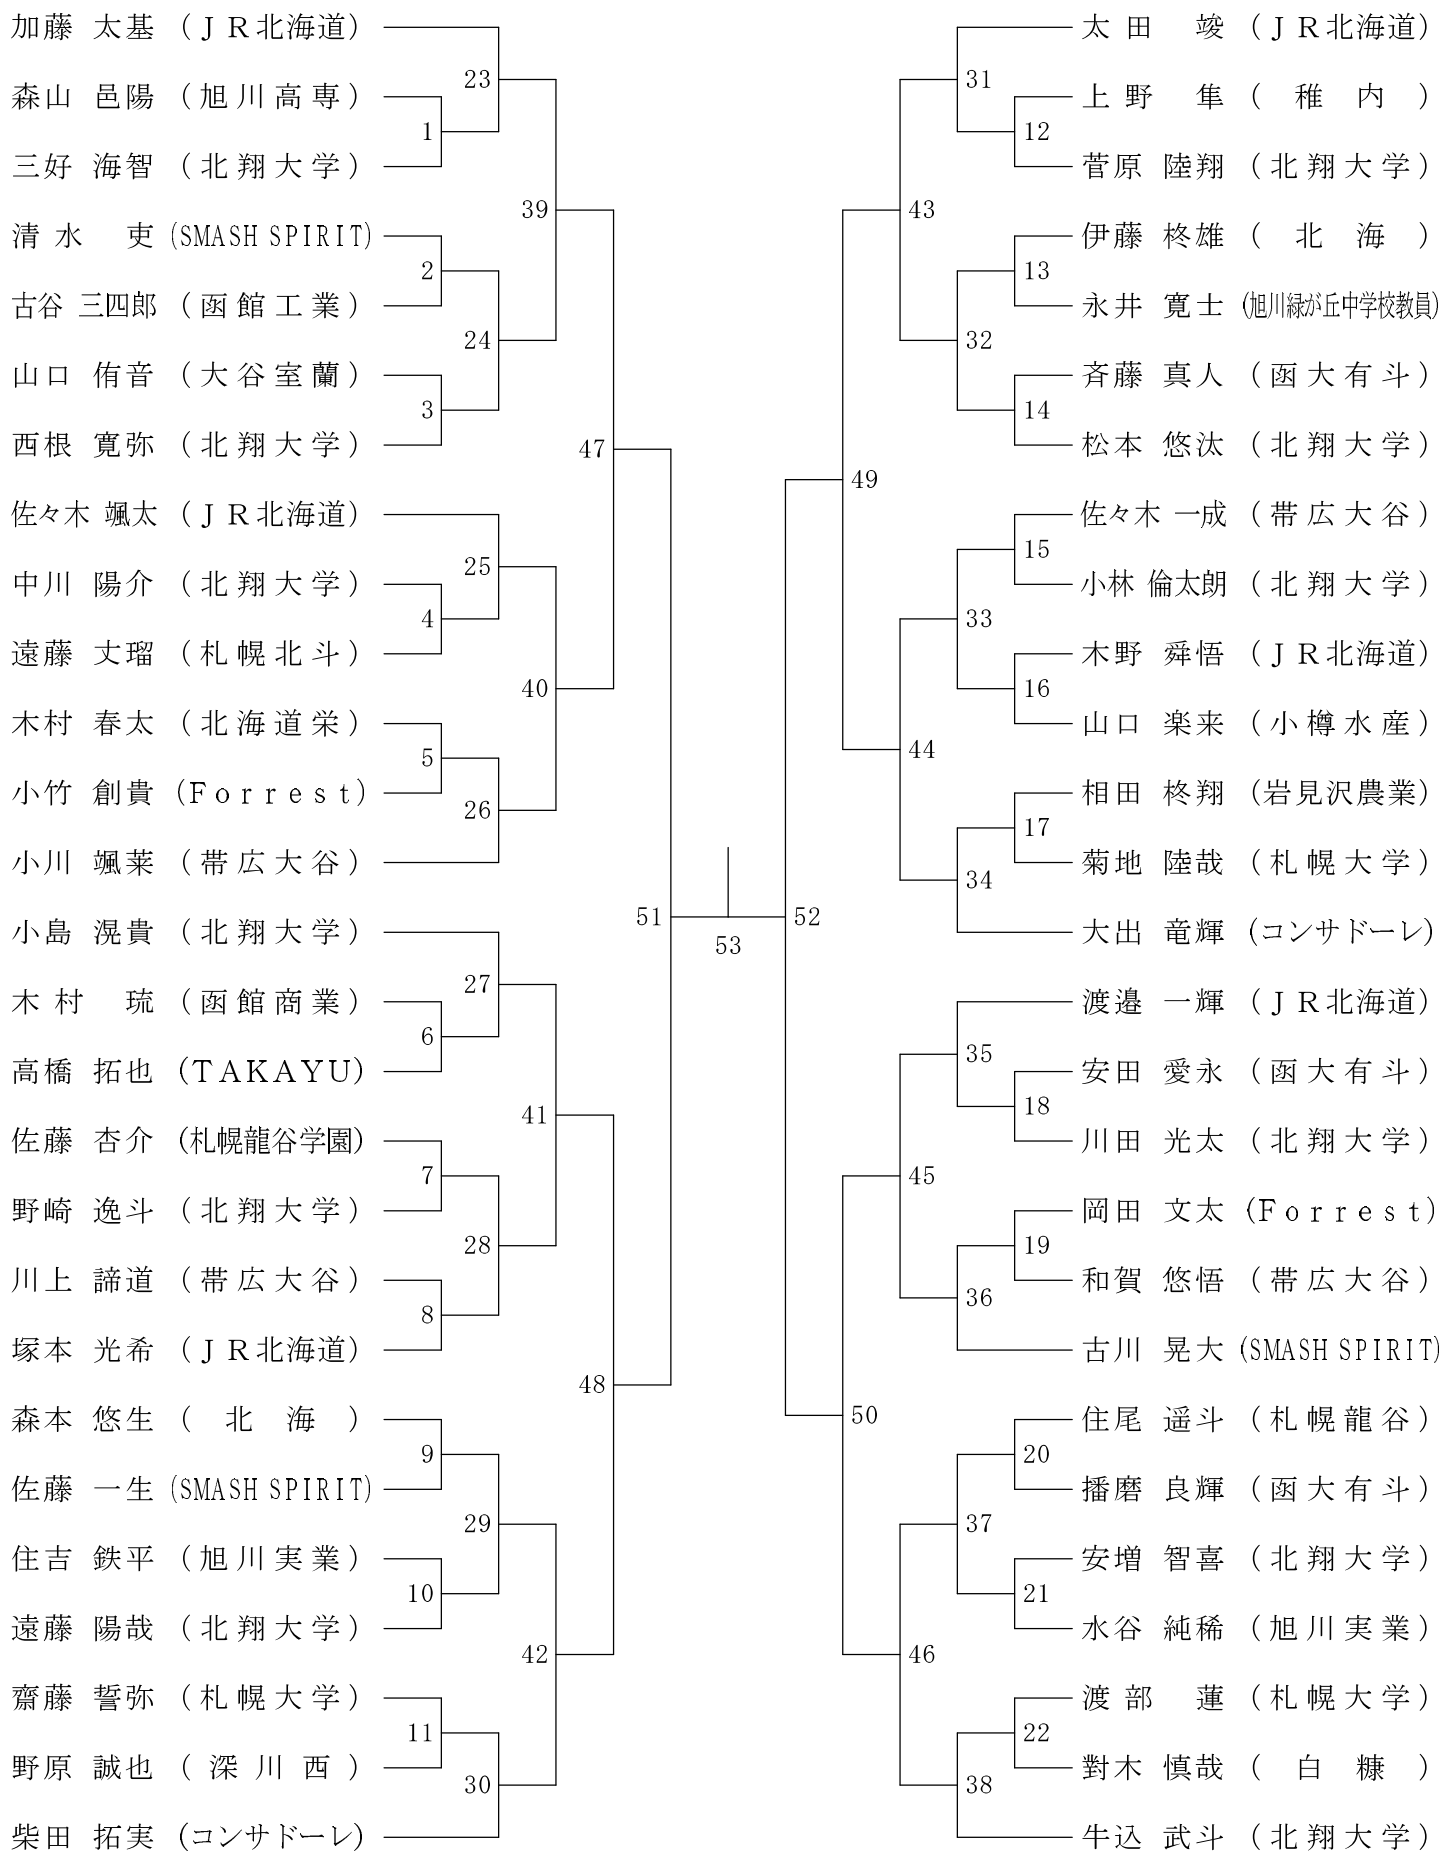 加藤 太基 (ＪＲ北海道)
23
森山 邑陽 (旭川高専)
1
三好 海智 (北翔大学)
39
清水 吏 (SMASH SPIRIT)
2
古谷 三四郎 (函館工業)
24
山口 侑音 (大谷室蘭)
3
西根 寛弥 (北翔大学)
47
佐々木 颯太 (ＪＲ北海道)
25
中川 陽介 (北翔大学)
4
遠藤 丈瑠 (札幌北斗)
40
木村 春太 (北海道栄)
5
小竹 創貴 (Forrest)
26
小川 颯菜 (帯広大谷)
51
小島 滉貴 (北翔大学)
27
木村 琉 (函館商業)
6
高橋 拓也 (TAKAYU)
41
佐藤 杏介 (札幌龍谷学園)
7
野崎 逸斗 (北翔大学)
28
川上 諦道 (帯広大谷)
8
塚本 光希 (ＪＲ北海道)
48
森本 悠生 (北海)
9
佐藤 一生 (SMASH SPIRIT)
29
住吉 鉄平 (旭川実業)
10
遠藤 陽哉 (北翔大学)
42
齋藤 誓弥 (札幌大学)
11
野原 誠也 (深川西)
30
柴田 拓実 (コンサドーレ)
53
太田 竣 (ＪＲ北海道)
31
上野 隼 (稚内)
12
菅原 陸翔 (北翔大学)
43
伊藤 柊雄 (北海)
13
永井 寛士 (旭川緑が丘中学校教員)
32
斉藤 真人 (函大有斗)
14
松本 悠汰 (北翔大学)
49
佐々木 一成 (帯広大谷)
15
小林 倫太朗 (北翔大学)
33
木野 舜悟 (ＪＲ北海道)
16
山口 楽来 (小樽水産)
44
相田 柊翔 (岩見沢農業)
17
菊地 陸哉 (札幌大学)
34
大出 竜輝 (コンサドーレ)
52
渡邉 一輝 (ＪＲ北海道)
35
安田 愛永 (函大有斗)
18
川田 光太 (北翔大学)
45
岡田 文太 (Forrest)
19
和賀 悠悟 (帯広大谷)
36
古川 晃大 (SMASH SPIRIT)
50
住尾 遥斗 (札幌龍谷)
20
播磨 良輝 (函大有斗)
37
安増 智喜 (北翔大学)
21
水谷 純稀 (旭川実業)
46
渡部 蓮 (札幌大学)
22
對木 慎哉 (白糠)
38
牛込 武斗 (北翔大学)